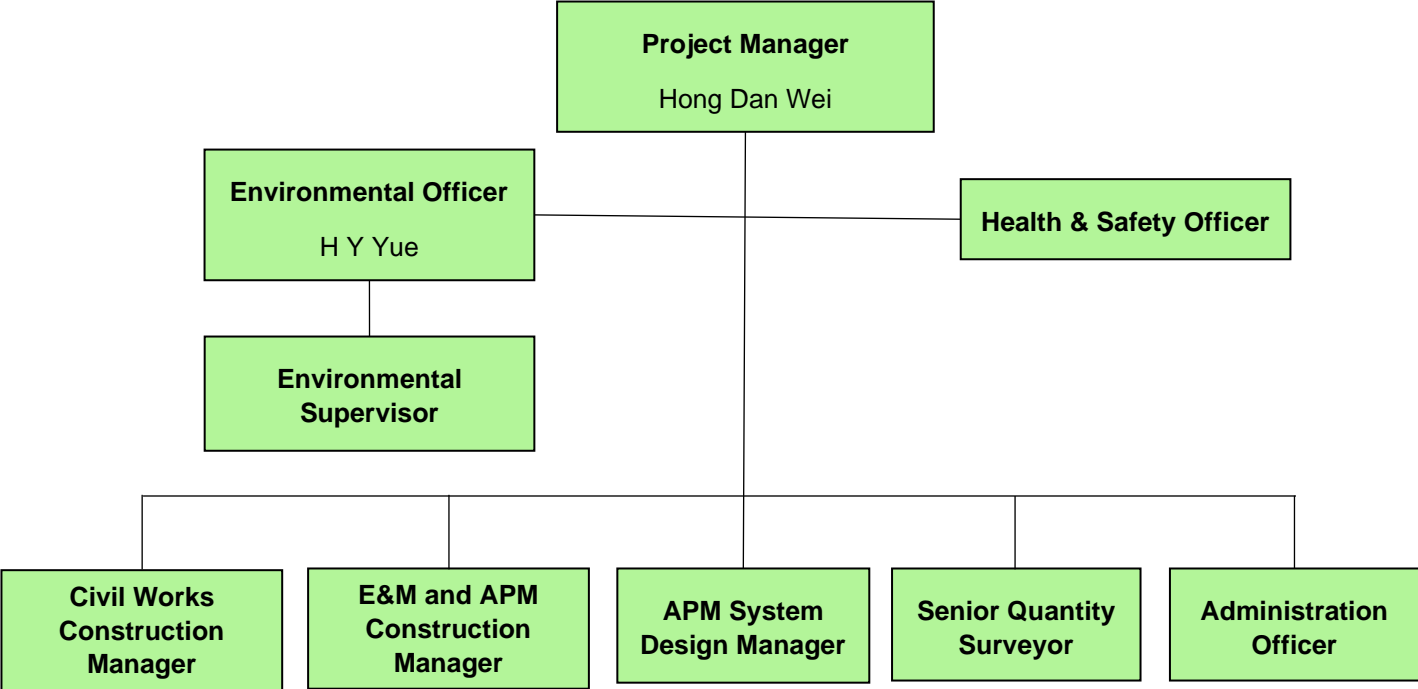 Project Manager
Hong Dan Wei
Environmental Officer
H Y Yue
Health & Safety Officer
Environmental
Supervisor
Civil Works
Construction
Manager
E&M and APM
Construction
Manager
APM System
Design Manager
Senior Quantity
Surveyor
Administration
Officer